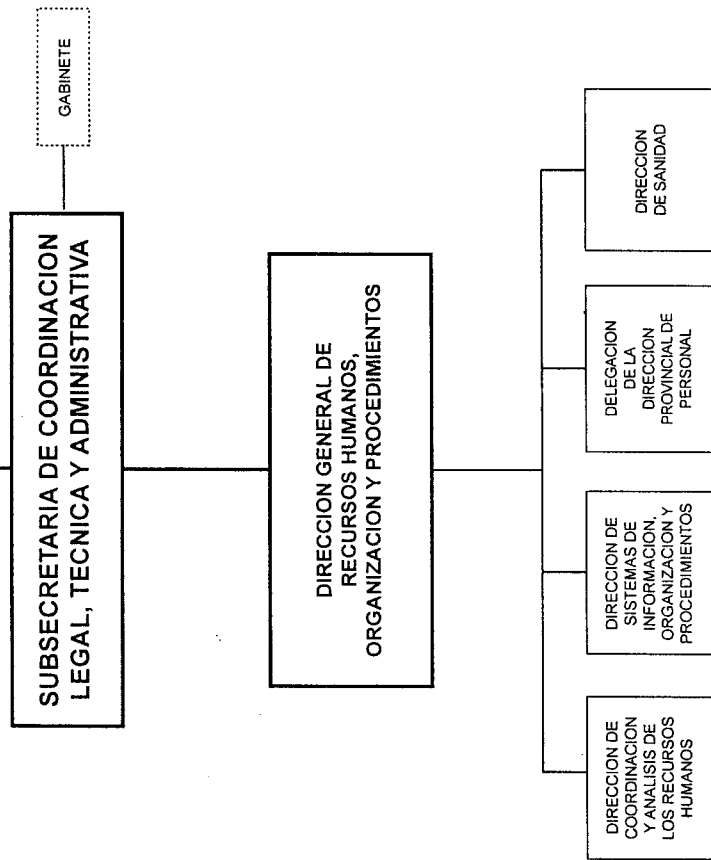 GABINETE
SUBSECRETARIA DE COORDINACION
LEGAL, TECNICA Y ADMINISTRATIVA
DIRECCION GENERAL DE
RECURSOS HUMANOS,
ORGANIZACION Y PROCEDIMIENTOS
DIRECCION DE
COORDINACION
Y ANALISIS DE
LOS RECURSOS
HUMANOS
DIRECCION DE
SISTEMAS DE
INFORMACION,
ORGANIZACION Y
PROCEDIMIENTOS
DELEGACION
DE LA
DIRECCION
PROVINCIAL DE
PERSONAL
DIRECCION
DE SANIDAD